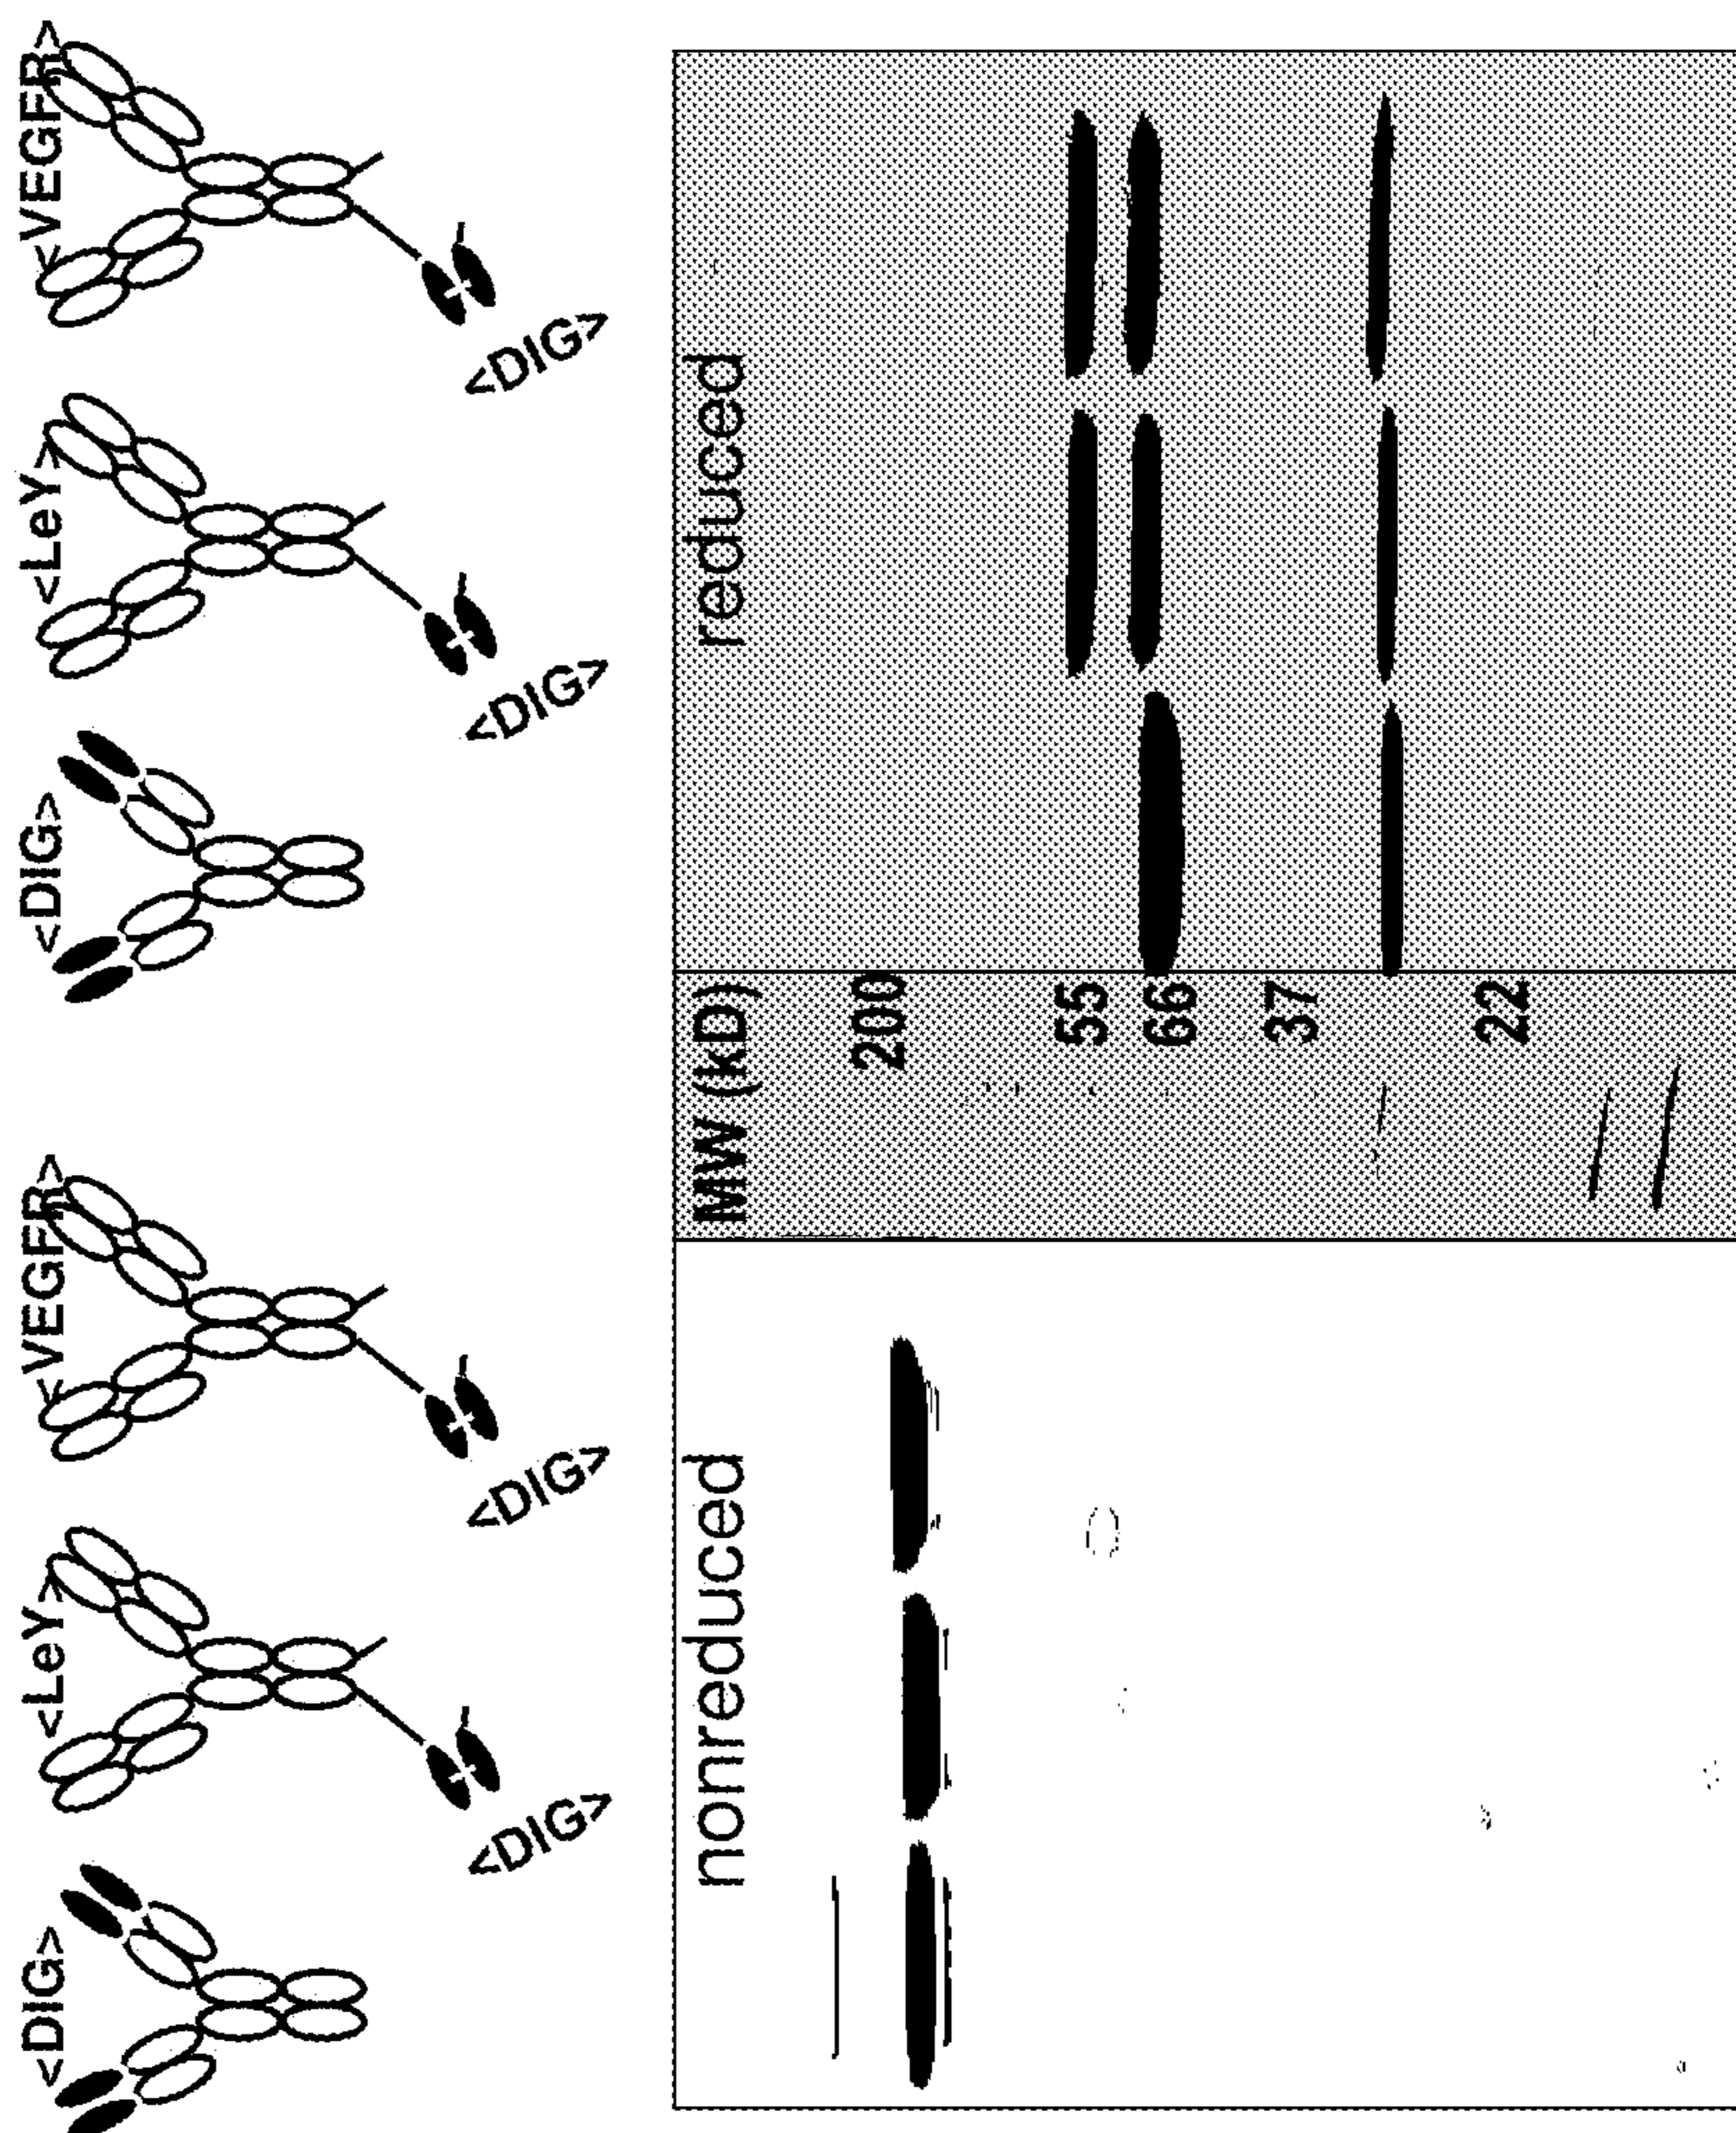 <DIG>
<LeY>
<VEGFR>
<DIG>
<LeY>
<VEGFR>
<DIG>
<DIG>
<DIG>
<DIG>
nonreduced
MW (kD)
reduced
200
55
66
37
22